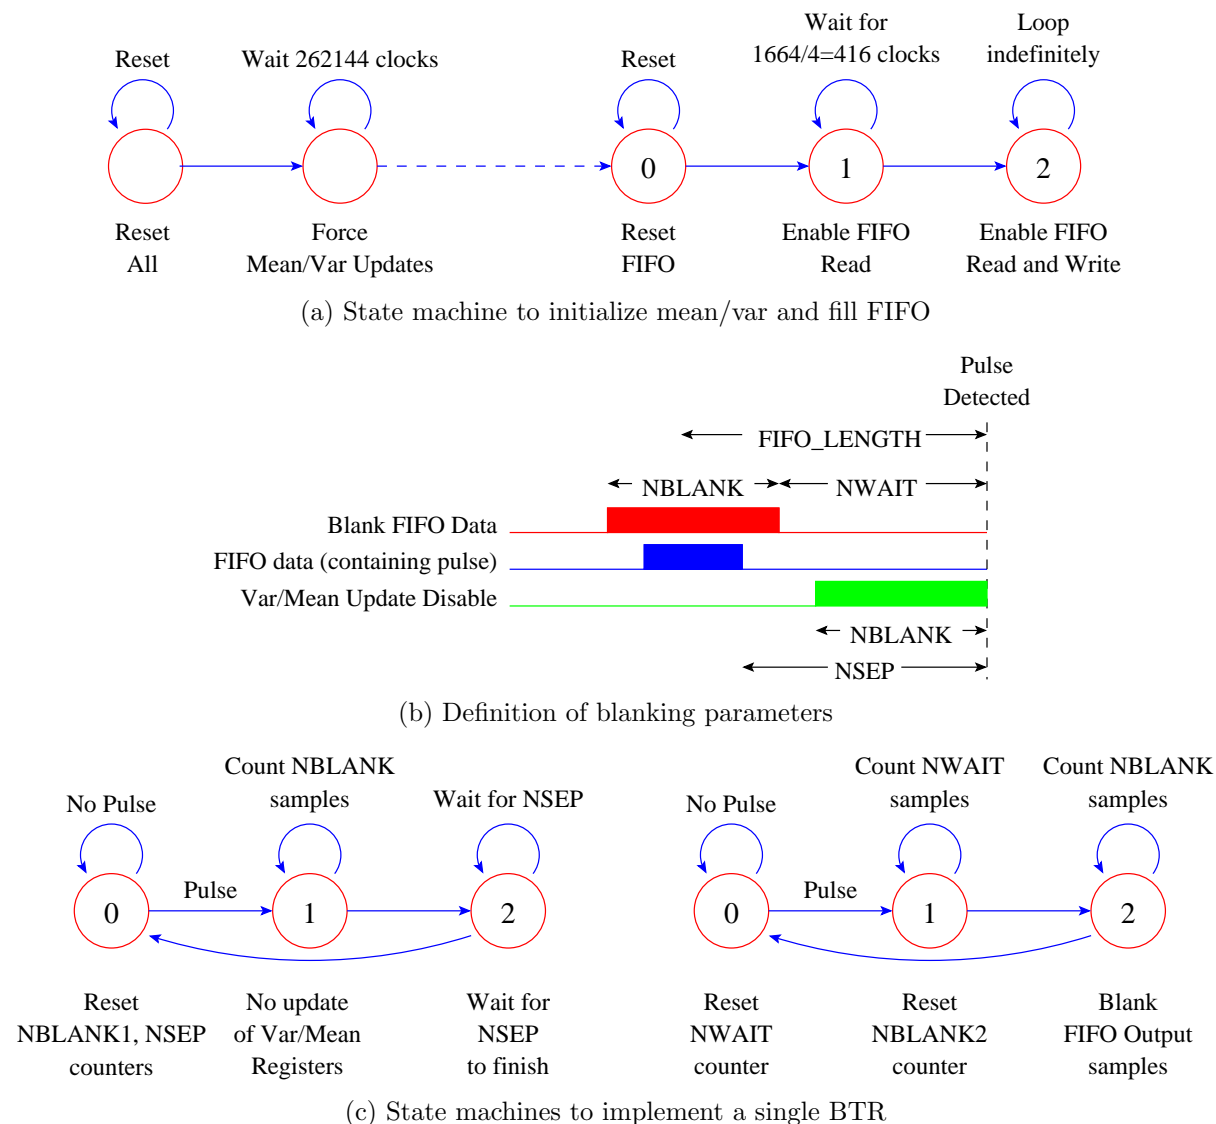 Reset
Wait 262144 clocks
Reset
Wait for
1664/4=416 clocks
Loop
indefinitely
0
1
2
Reset
All
Force
Mean/Var Updates
Reset
FIFO
Enable FIFO
Read
Enable FIFO
Read and Write
(a) State machine to initialize mean/var and fill FIFO
Pulse
Detected
FIFO_LENGTH
NBLANK
NWAIT
Blank FIFO Data
FIFO data (containing pulse)
Var/Mean Update Disable
NBLANK
NSEP
(b) Definition of blanking parameters
No Pulse
Count NBLANK
samples
Wait for NSEP
0
Pulse
1
2
Reset
NBLANK1, NSEP
counters
No update
of Var/Mean
Registers
Wait for
NSEP
to finish
No Pulse
Count NWAIT
samples
Count NBLANK
samples
0
Pulse
1
2
Reset
NWAIT
counter
Reset
NBLANK2
counter
Blank
FIFO Output
samples
(c) State machines to implement a single BTR